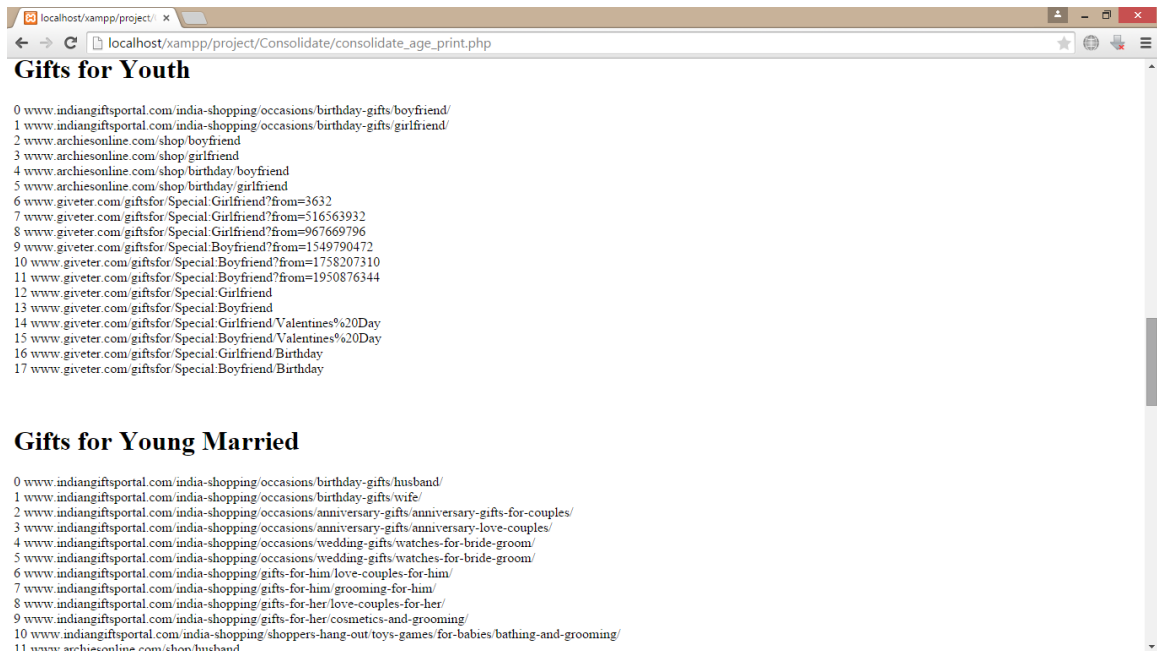 localhost/xampp/project/
localhost/xampp/project/Consolidate/consolidate_age_print.php
Gifts for Youth
0 www.indiangiftsportal.com/india-shopping/occasions/birthday-gifts/boyfriend/
1 www.indiangiftsportal.com/india-shopping/occasions/birthday-gifts/girlfriend/
2 www.archiesonline.com/shop/boyfriend
3 www.archiesonline.com/shop/girlfriend
4 www.archiesonline.com/shop/birthday/boyfriend
5 www.archiesonline.com/shop/birthday/girlfriend
6 www.giveter.com/giftsfor/Special:Girlfriend?from=3632
7 www.giveter.com/giftsfor/Special:Girlfriend?from=516563932
8 www.giveter.com/giftsfor/Special:Girlfriend?from=967669796
9 www.giveter.com/giftsfor/Special:Boyfriend?from=1549790472
10 www.giveter.com/giftsfor/Special:Boyfriend?from=1758207310
11 www.giveter.com/giftsfor/Special:Boyfriend?from=1950876344
12 www.giveter.com/giftsfor/Special:Girlfriend
13 www.giveter.com/giftsfor/Special:Boyfriend
14 www.giveter.com/giftsfor/Special:Girlfriend/Valentines%20Day
15 www.giveter.com/giftsfor/Special:Boyfriend/Valentines%20Day
16 www.giveter.com/giftsfor/Special:Girlfriend/Birthday
17 www.giveter.com/giftsfor/Special:Boyfriend/Birthday
Gifts for Young Married
0 www.indiangiftsportal.com/india-shopping/occasions/birthday-gifts/husband/
1 www.indiangiftsportal.com/india-shopping/occasions/birthday-gifts/wife/
2 www.indiangiftsportal.com/india-shopping/occasions/anniversary-gifts/anniversary-gifts-for-couples/
3 www.indiangiftsportal.com/india-shopping/occasions/anniversary-gifts/anniversary-love-couples/
4 www.indiangiftsportal.com/india-shopping/occasions/wedding-gifts/watches-for-bride-groom/
5 www.indiangiftsportal.com/india-shopping/occasions/wedding-gifts/watches-for-bride-groom/
6 www.indiangiftsportal.com/india-shopping/gifts-for-him/love-couples-for-him/
7 www.indiangiftsportal.com/india-shopping/gifts-for-him/grooming-for-him/
8 www.indiangiftsportal.com/india-shopping/gifts-for-her/love-couples-for-her/
9 www.indiangiftsportal.com/india-shopping/gifts-for-her/cosmetics-and-grooming/
10 www.indiangiftsportal.com/india-shopping/shoppers-hang-out/toys-games/for-babies/bathing-and-grooming/
11 www.archiesonline.com/shop/husband